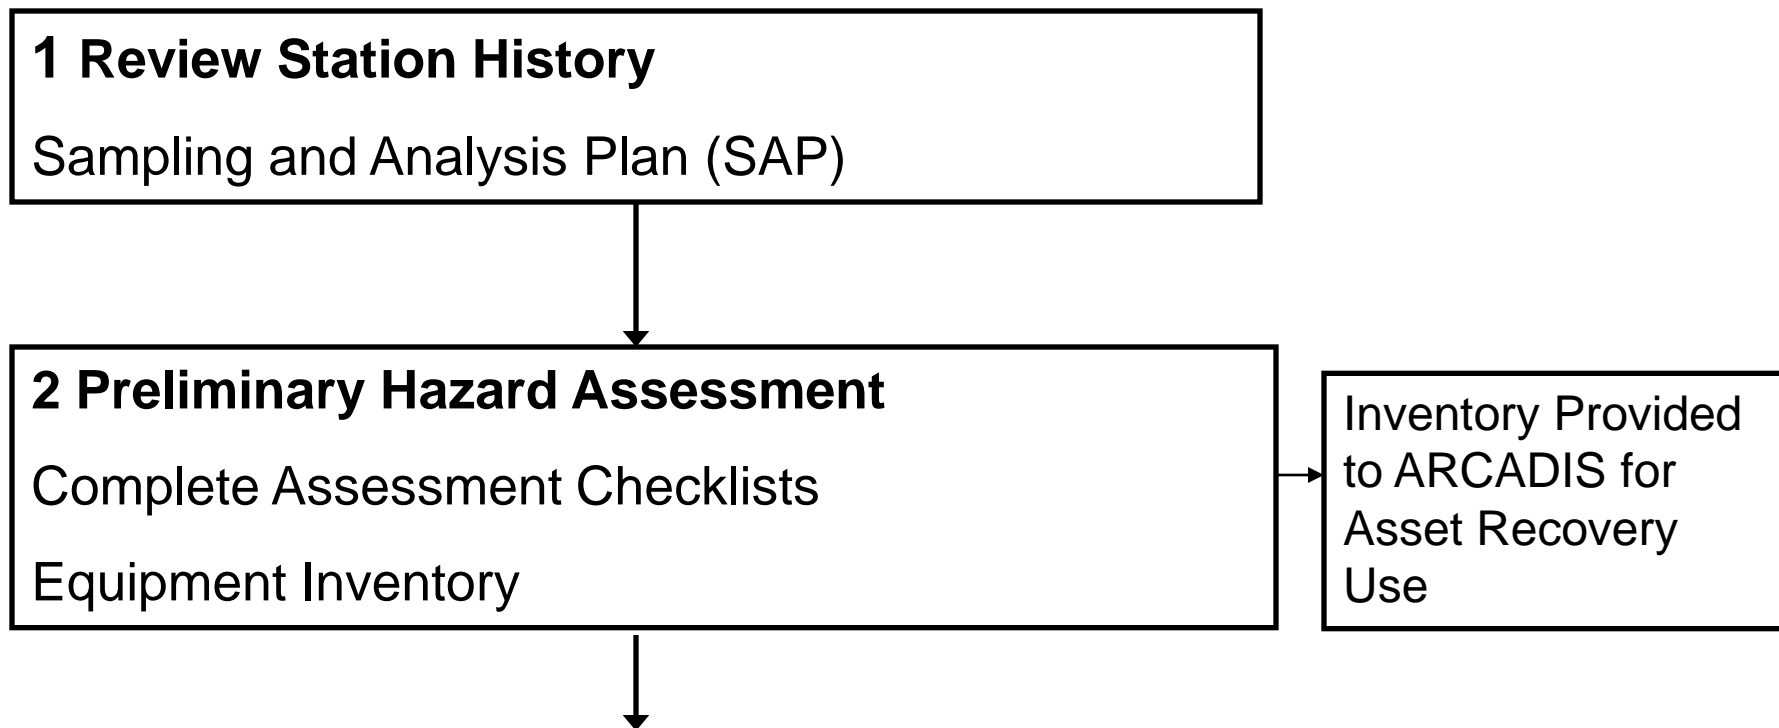 1 Review Station History
Sampling and Analysis Plan (SAP)
2 Preliminary Hazard Assessment
Complete Assessment Checklists
Equipment Inventory
Inventory Provided
to ARCADIS for
Asset Recovery
Use